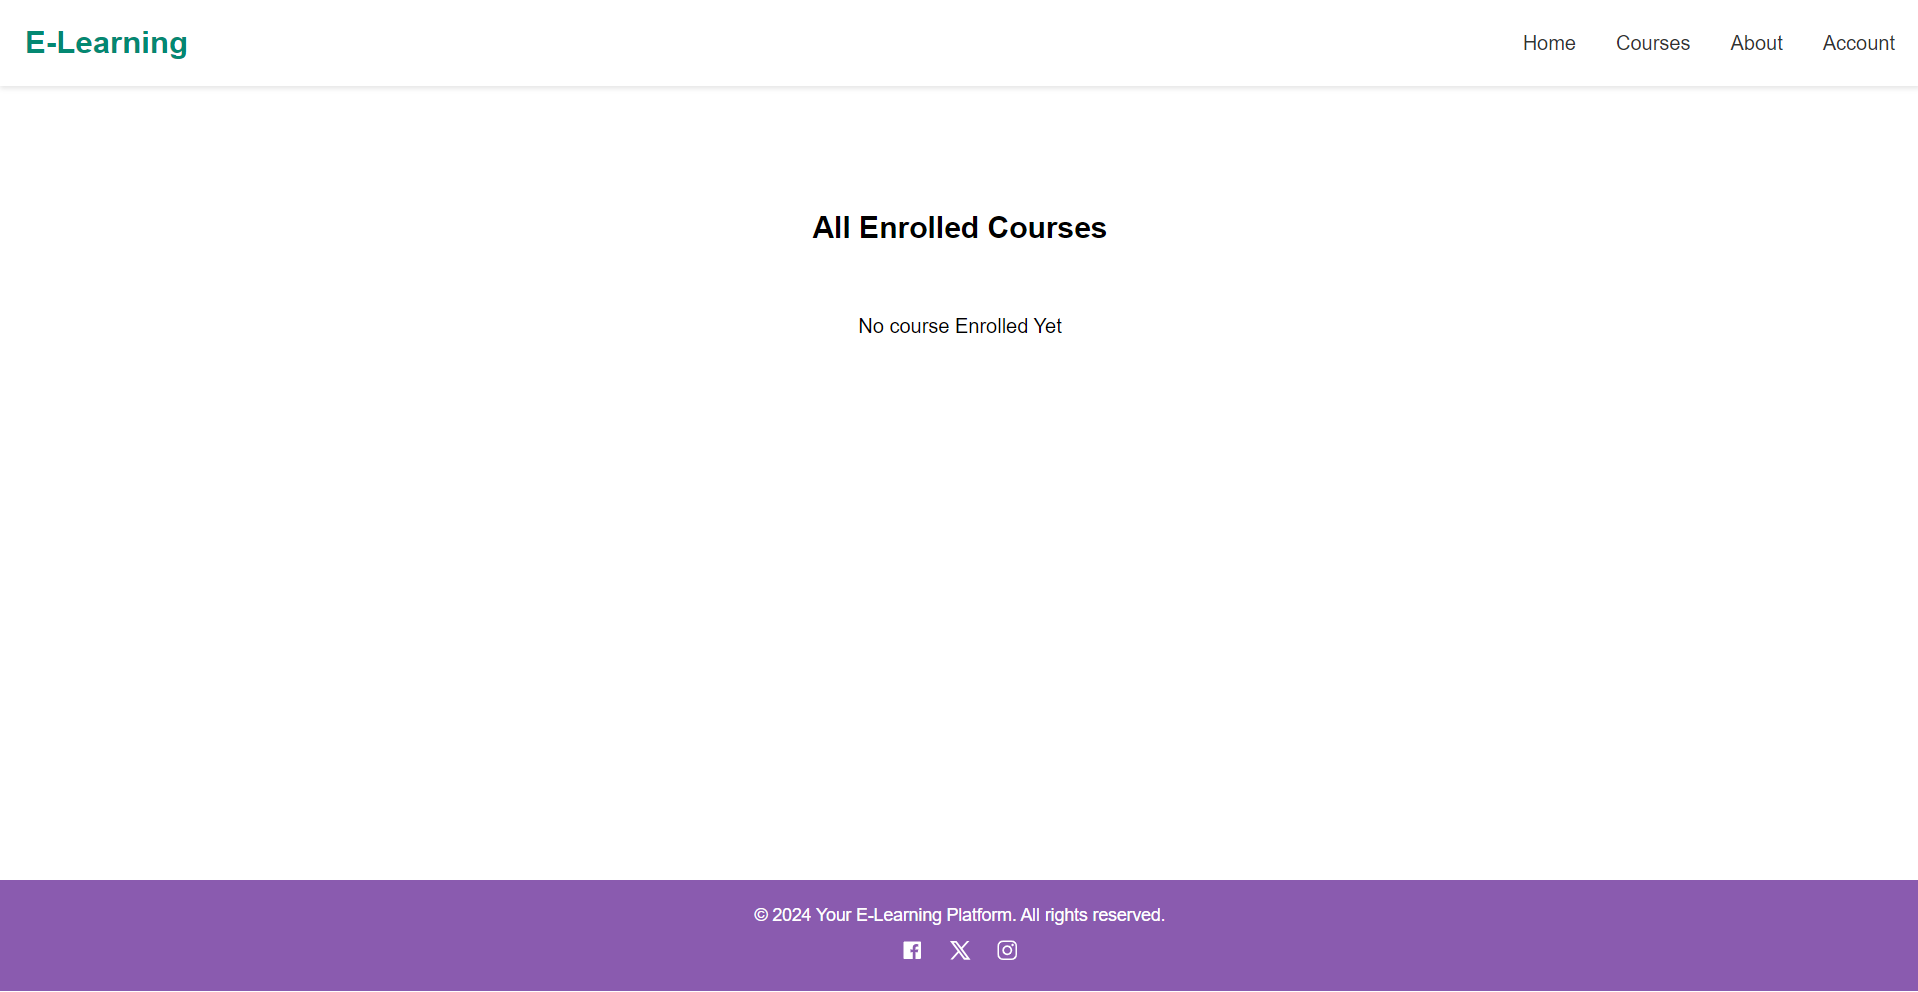 E-Learning
Home Courses About Account
All Enrolled Courses
No course Enrolled Yet
© 2024 Your E-Learning Platform. All rights reserved.